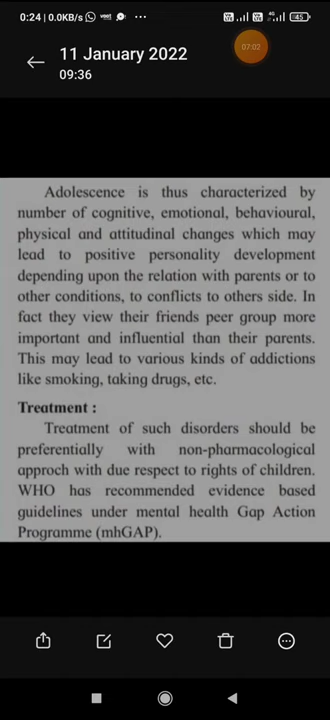 0:24 | 0.0KB/s
45
11 January 2022
09:36
07:02
Adolescence is thus characterized by
number of cognitive, emotional, behavioural,
physical and attitudinal changes which may
lead to positive personality development
depending upon the relation with parents or to
other conditions, to conflicts to others side. In
fact they view their friends peer group more
important and influential than their parents.
This may lead to various kinds of addictions
like smoking, taking drugs, etc.
Treatment :
Treatment of such disorders should be
preferentially with non-pharmacological
approch with due respect to rights of children.
WHO has recommended evidence based
guidelines under mental health Gap Action
Programme (mhGAP).